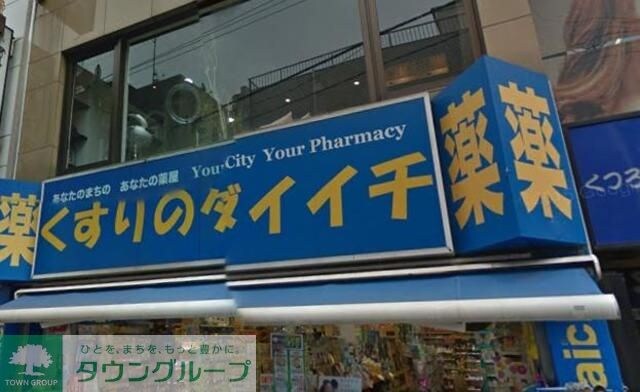 あなたのまちの あなたの薬屋 Your City Your Pharmacy
くすりのダイイチ
薬
薬
薬
くつろ
aic
TOWN GROUP
ひとを、まちを、もっと豊かに。
タウングループ